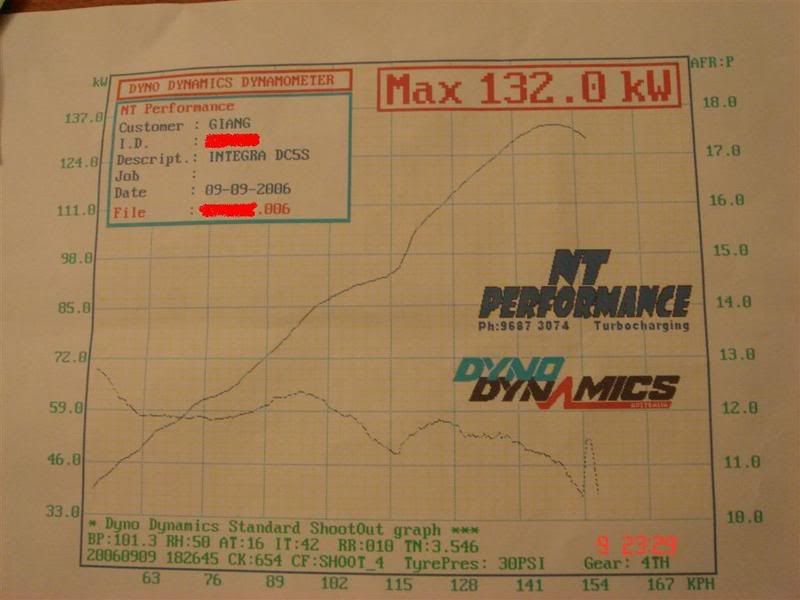 kW
DYNO DYNAMICS DYNAMOMETER
Max 132.0 kW
AFR:P
NT Performance
Customer : GIANG
I.D. :
Descript.: INTEGRA DC5S
Job :
Date : 09-09-2006
File : .006
137.0
124.0
111.0
98.0
85.0
72.0
59.0
46.0
33.0
18.0
17.0
16.0
15.0
14.0
13.0
12.0
11.0
10.0
NT
PERFORMANCE
Ph:9687 3074 Turbocharging
DYNO
DYNAMICS
AUSTRALIA
* Dyno Dynamics Standard ShootOut graph ***
BP:101.3 RH:50 AT:16 IT:42 RR:010 TN:3.546
20060909 182645 CK:654 CF:SHOOT_4 TyrePres: 30PSI Gear: 4TH
9 23:29
63 76 89 102 115 128 141 154 167 KPH